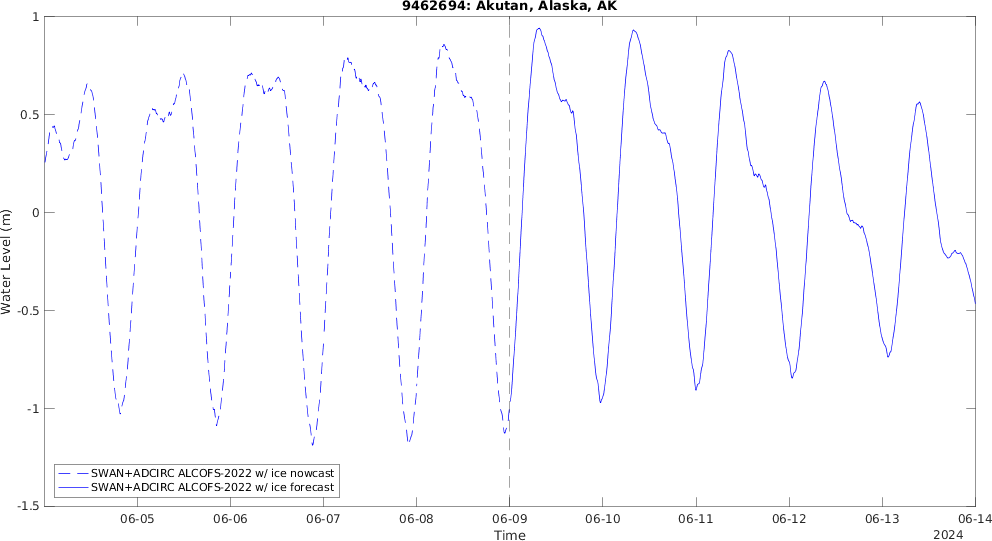 9462694: Akutan, Alaska, AK
Water Level (m)
1
0.5
0
-0.5
-1
-1.5
SWAN+ADCIRC ALCOFS-2022 w/ ice nowcast
SWAN+ADCIRC ALCOFS-2022 w/ ice forecast
06-05 06-06 06-07 06-08 06-09 06-10 06-11 06-12 06-13 06-14
Time
2024